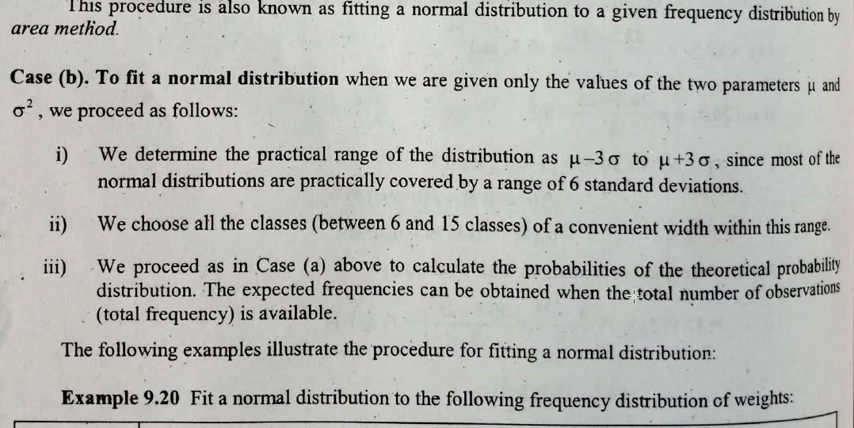 This procedure is also known as fitting a normal distribution to a given frequency distribution by
area method.
Case (b). To fit a normal distribution when we are given only the values of the two parameters μ and
σ², we proceed as follows:
i) We determine the practical range of the distribution as μ−3σ to μ+3σ, since most of the
normal distributions are practically covered by a range of 6 standard deviations.
ii) We choose all the classes (between 6 and 15 classes) of a convenient width within this range.
iii) We proceed as in Case (a) above to calculate the probabilities of the theoretical probability
distribution. The expected frequencies can be obtained when the total number of observations
(total frequency) is available.
The following examples illustrate the procedure for fitting a normal distribution:
Example 9.20 Fit a normal distribution to the following frequency distribution of weights: